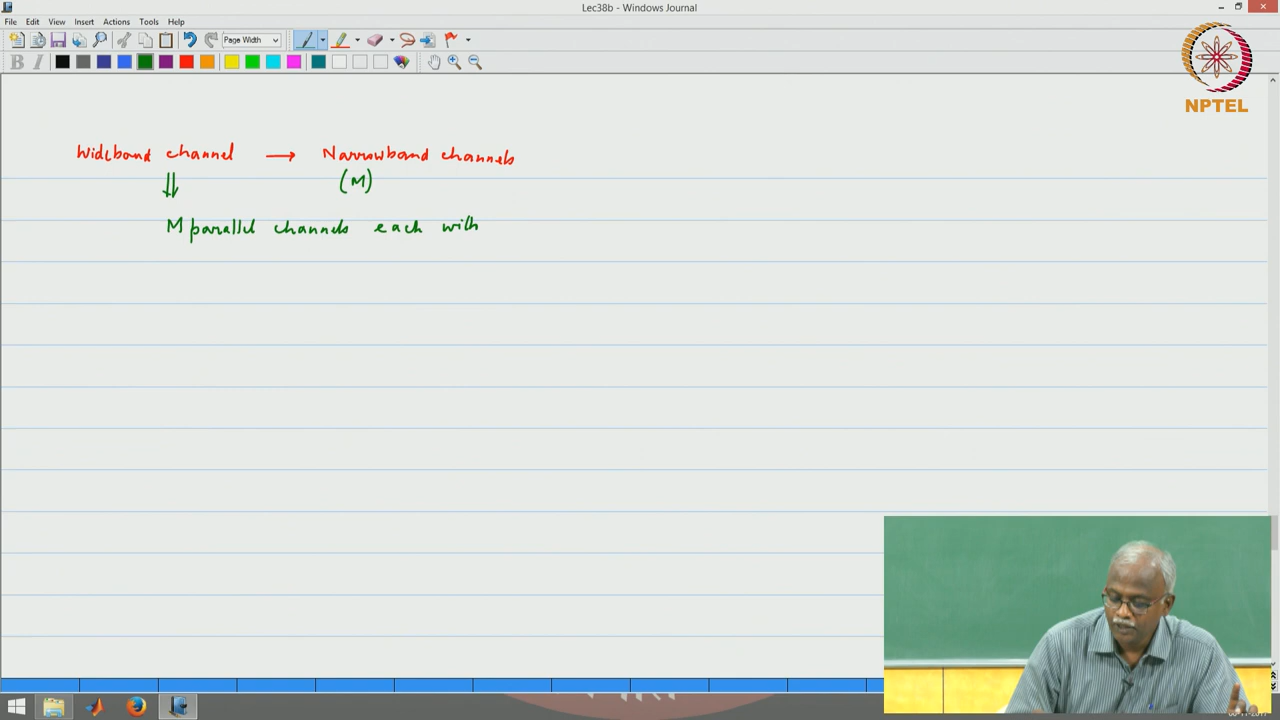 Lec38b - Windows Journal
File Edit View Insert Actions Tools Help
Page Width
B I
NPTEL
Wideband channel → Narrowband channels
(M)
M parallel channels each with